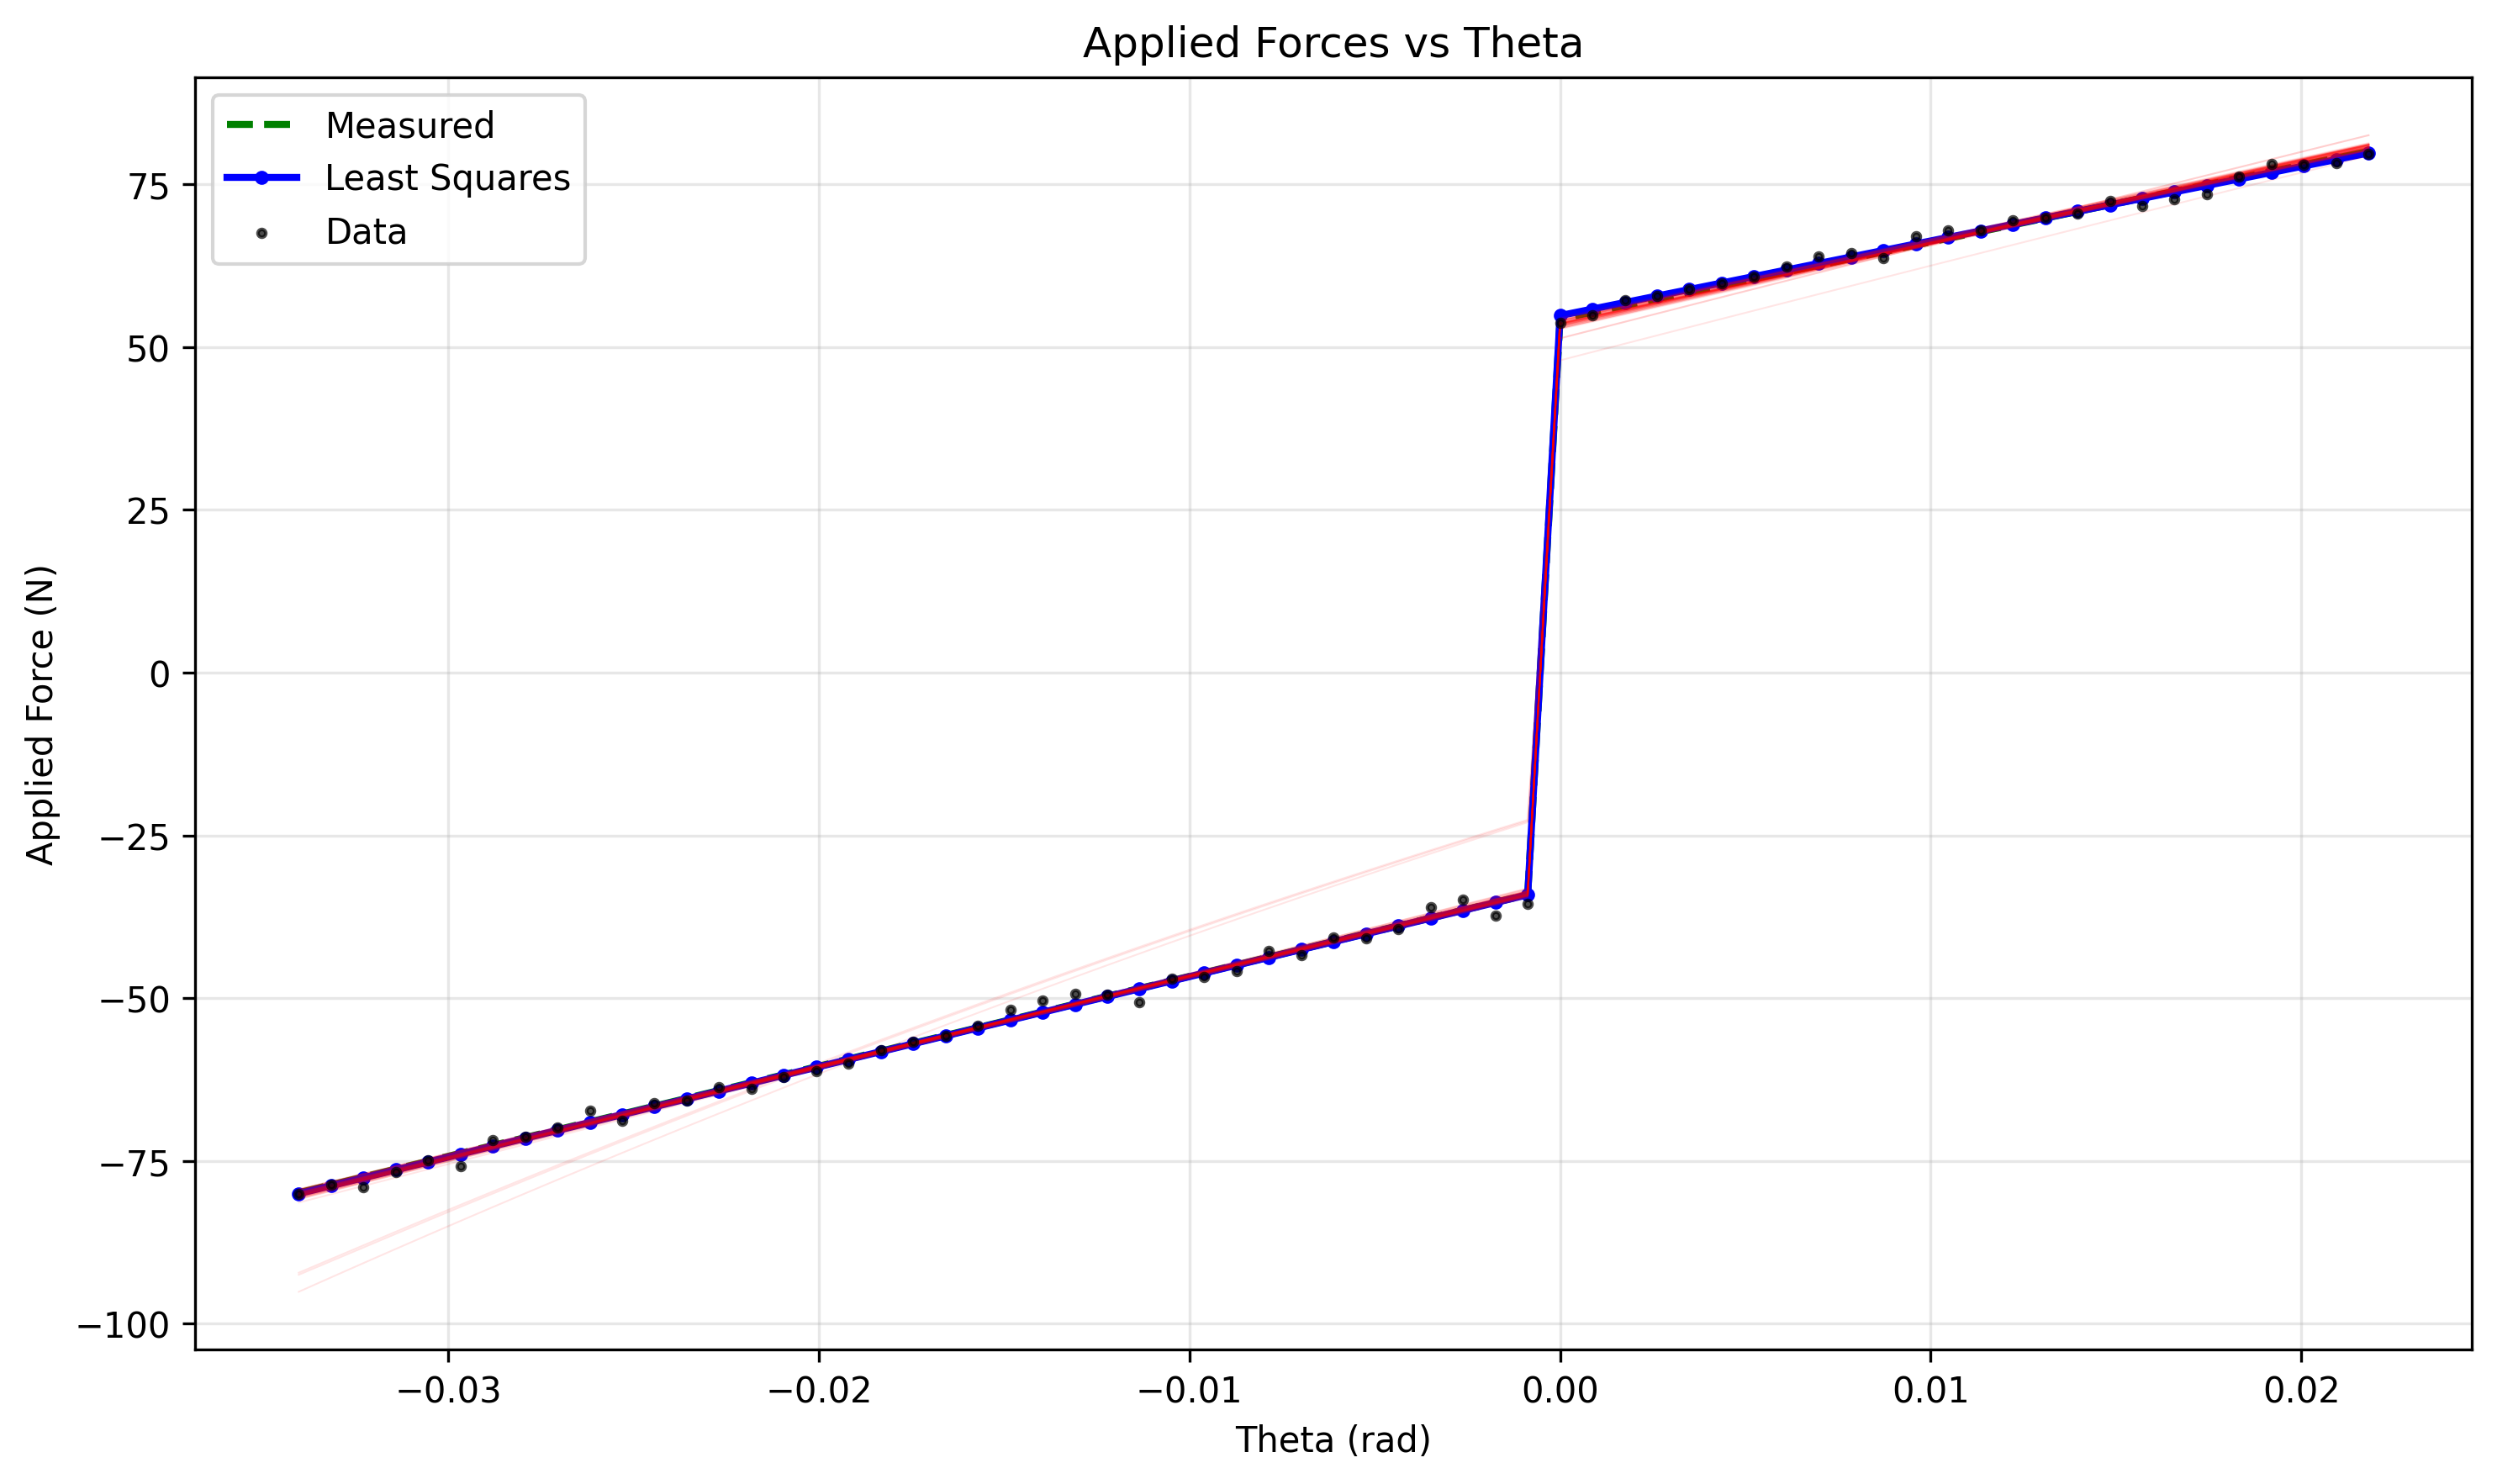 Applied Forces vs Theta
Measured
Least Squares
Data
75
50
25
0
−25
−50
−75
−100
Applied Force (N)
−0.03
−0.02
−0.01
0.00
0.01
0.02
Theta (rad)